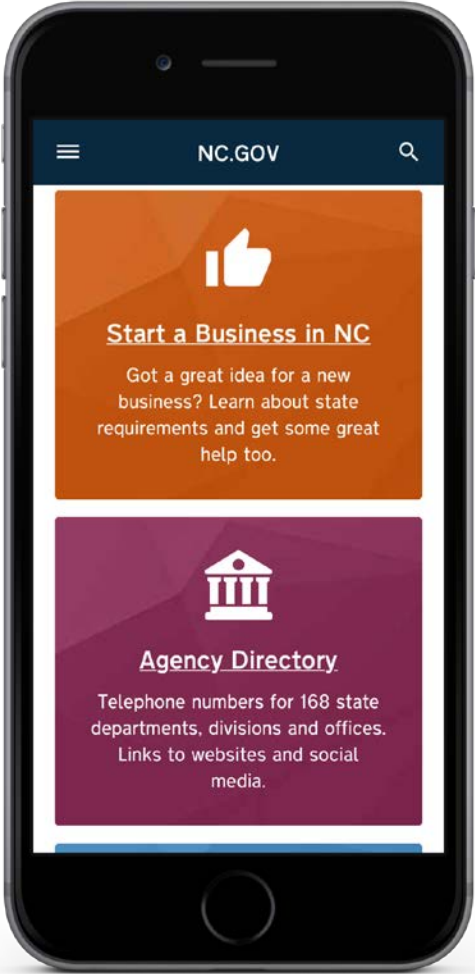 NC.GOV
Start a Business in NC
Got a great idea for a new
business? Learn about state
requirements and get some great
help too.
Agency Directory
Telephone numbers for 168 state
departments, divisions and offices.
Links to websites and social
media.